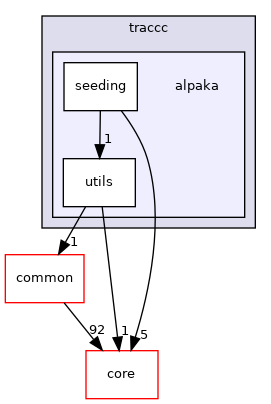 traccc
seeding
alpaka
1
utils
1
common
92
1
5
core